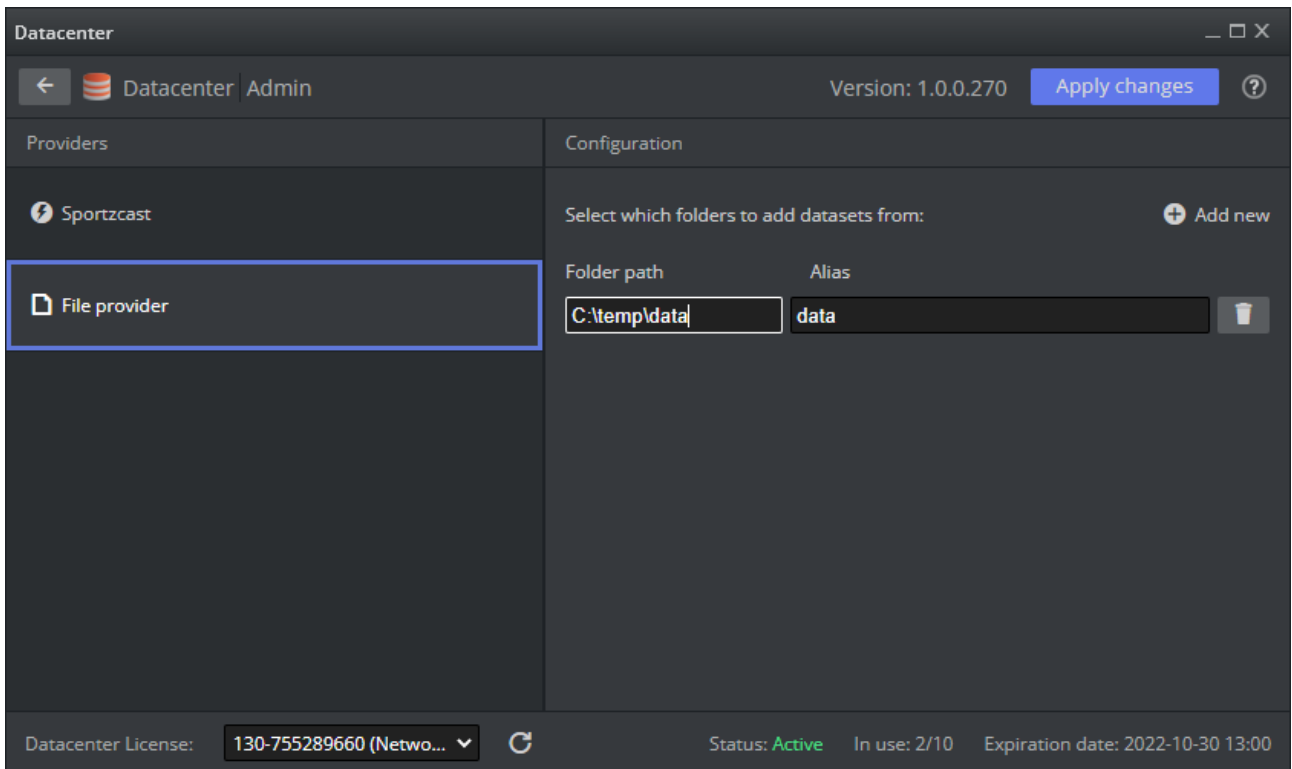 Datacenter
Datacenter Admin Version: 1.0.0.270 Apply changes
Providers Configuration
Sportzcast Select which folders to add datasets from: Add new
Folder path Alias
File provider C:\temp\data data
Datacenter License: 130-755289660 (Netwo... Status: Active In use: 2/10 Expiration date: 2022-10-30 13:00